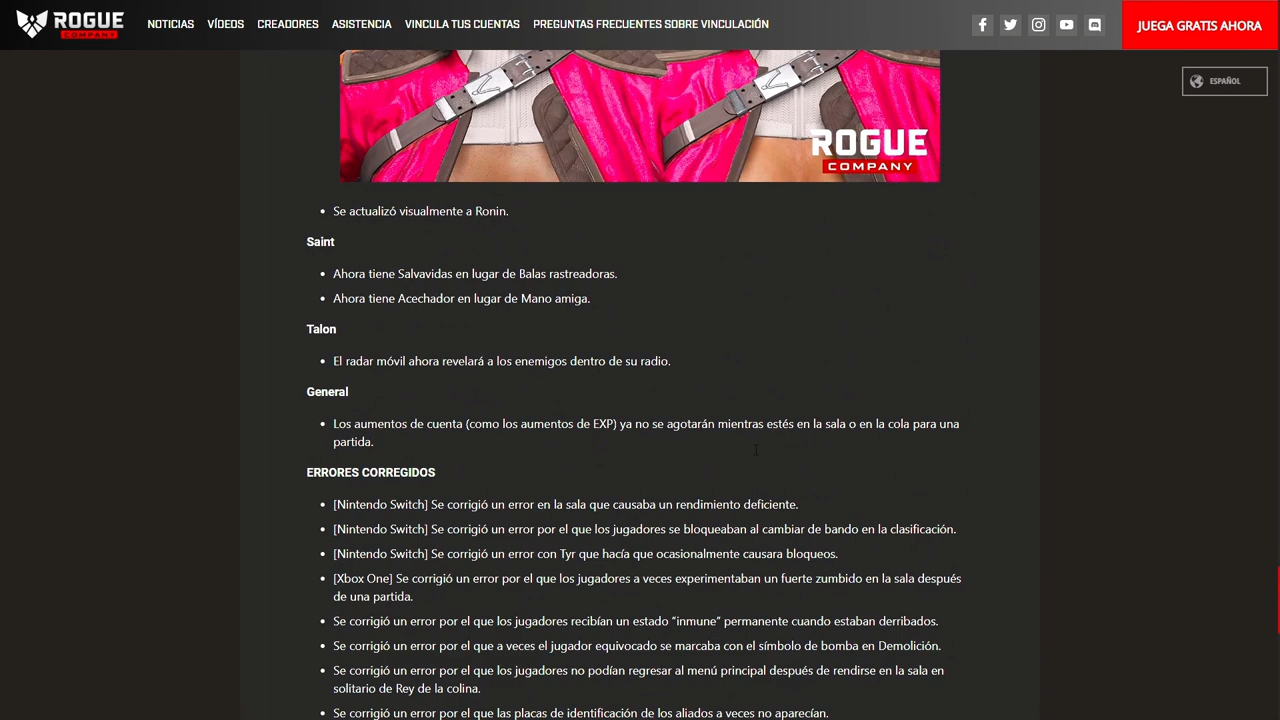 ROGUE
COMPANY
NOTICIAS
VÍDEOS
CREADORES
ASISTENCIA
VINCULA TUS CUENTAS
PREGUNTAS FRECUENTES SOBRE VINCULACIÓN
JUEGA GRATIS AHORA
ESPAÑOL
ROGUE
COMPANY
• Se actualizó visualmente a Ronin.
Saint
• Ahora tiene Salvavidas en lugar de Balas rastreadoras.
• Ahora tiene Acechador en lugar de Mano amiga.
Talon
• El radar móvil ahora revelará a los enemigos dentro de su radio.
General
• Los aumentos de cuenta (como los aumentos de EXP) ya no se agotarán mientras estés en la sala o en la cola para una
partida.
ERRORES CORREGIDOS
• [Nintendo Switch] Se corrigió un error en la sala que causaba un rendimiento deficiente.
• [Nintendo Switch] Se corrigió un error por el que los jugadores se bloqueaban al cambiar de bando en la clasificación.
• [Nintendo Switch] Se corrigió un error con Tyr que hacía que ocasionalmente causara bloqueos.
• [Xbox One] Se corrigió un error por el que los jugadores a veces experimentaban un fuerte zumbido en la sala después
de una partida.
• Se corrigió un error por el que los jugadores recibían un estado “inmune” permanente cuando estaban derribados.
• Se corrigió un error por el que a veces el jugador equivocado se marcaba con el símbolo de bomba en Demolición.
• Se corrigió un error por el que los jugadores no podían regresar al menú principal después de rendirse en la sala en
solitario de Rey de la colina.
• Se corrigió un error por el que las placas de identificación de los aliados a veces no aparecían.